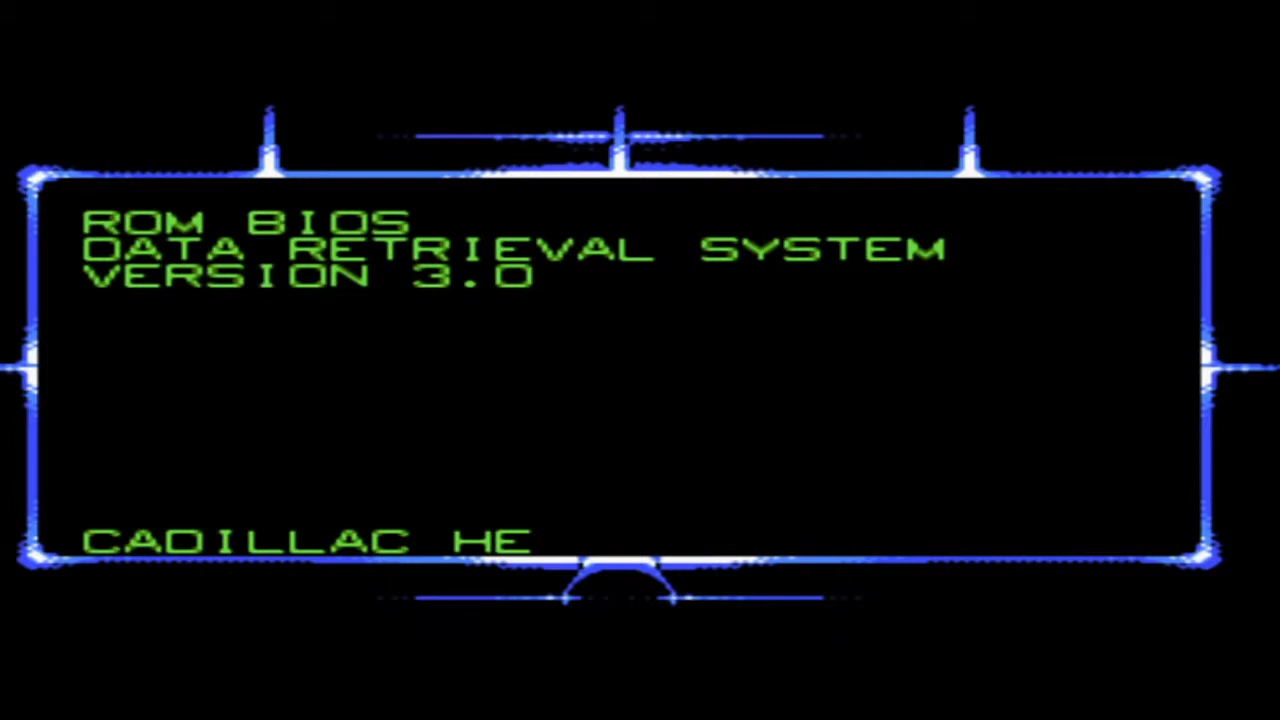 ROM BIOS
DATA RETRIEVAL SYSTEM
VERSION 3.0
CADILLAC HE